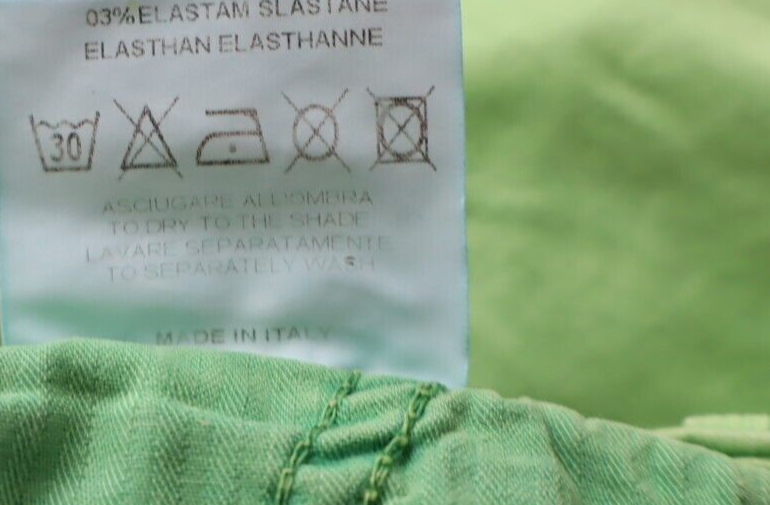 03%ELASTAM SLASTANE
ELASTHAN ELASTHANNE
30
ASCIUGARE ALL'OMBRA
TO DRY TO THE SHADE
LAVARE SEPARATAMENTE
TO SEPARATELY WASH
MADE IN ITALY